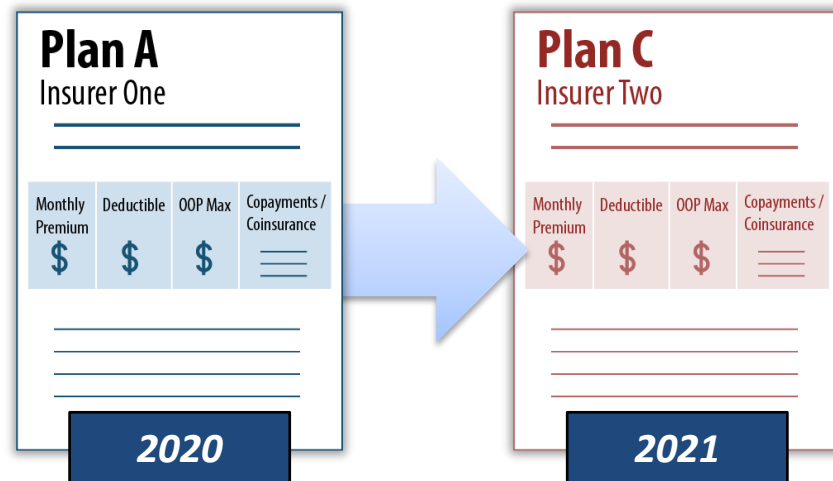 Plan A
Insurer One
Monthly Premium
Deductible
OOP Max
Copayments / Coinsurance
$
$
$
2020
Plan C
Insurer Two
Monthly Premium
Deductible
OOP Max
Copayments / Coinsurance
$
$
$
2021